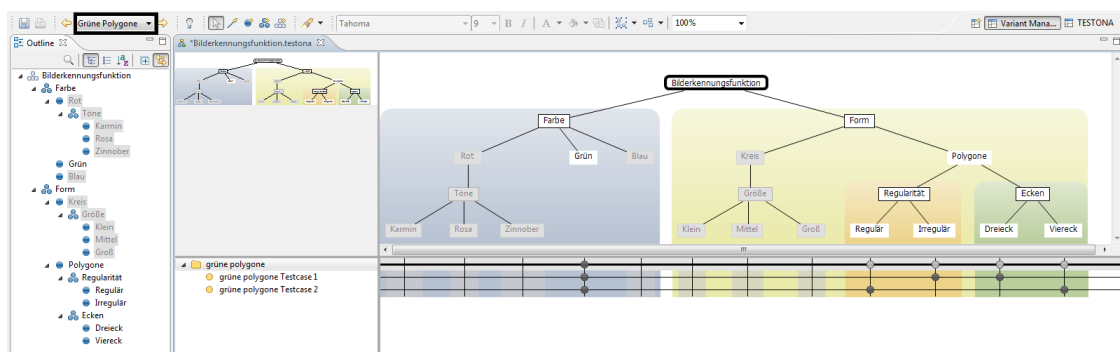 Grüne Polygone
Tahoma
9
B
I
A
100%
Variant Mana...
TESTONA
Outline
*Bilderkennungsfunktion.testona
Bilderkennungsfunktion
Farbe
Rot
Töne
Karmin
Rosa
Zinnober
Grün
Blau
Form
Kreis
Größe
Klein
Mittel
Groß
Polygone
Regularität
Regulär
Irregulär
Ecken
Dreieck
Viereck
Bilderkennungsfunktion
Farbe Form
Rot Grün Blau Kreis Polygone
Töne Größe Regularität Ecken
Karmin Rosa Zinnober Klein Mittel Groß Regulär Irregulär Dreieck Viereck
grüne polygone
grüne polygone Testcase 1
grüne polygone Testcase 2